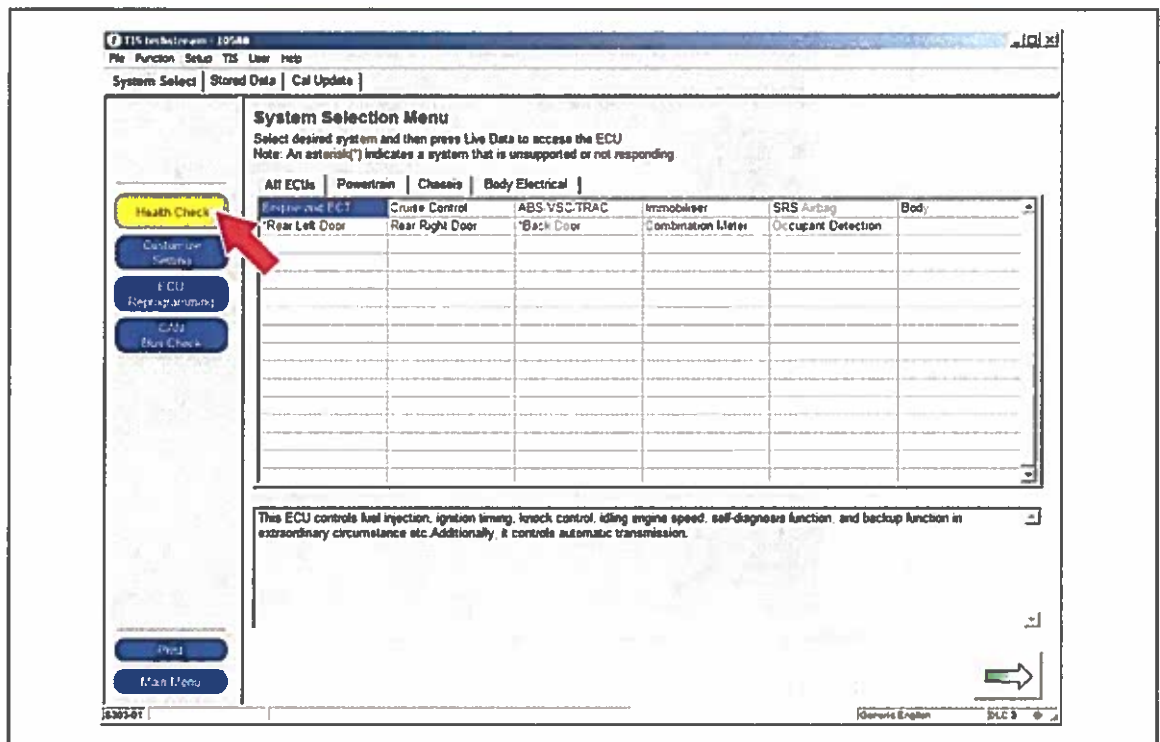 TIS techstream - 10588
File Function Setup TIS User Help
System Select Stored Data Cal Update
System Selection Menu
Select desired system and then press Live Data to access the ECU
Note: An asterisk(*) indicates a system that is unsupported or not responding
All ECUs Powertrain Chassis Body Electrical
Health Check
Engine and ECT Cruise Control ABS/VSC/TRAC Immobiliser SRS Airbag Body
*Rear Left Door Rear Right Door *Back Door Combination Meter Occupant Detection
Customize
Setting
ECU
Reprogramming
CAN
Bus Check
This ECU controls fuel injection, ignition timing, knock control, idling engine speed, self-diagnosis function, and backup function in
extraordinary circumstance etc.Additionally, it controls automatic transmission.
Print
Main Menu
S303-01 Generic English DLC 3